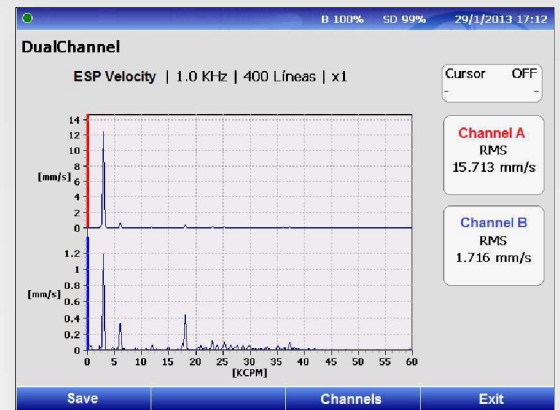 B 100% SD 99% 29/1/2013 17:12
DualChannel
ESP Velocity | 1.0 KHz | 400 Líneas | x1
Cursor OFF
- -
14
12
10
8
[mm/s] 6
4
2
0
Channel A
RMS
15.713 mm/s
1.2
1
0.8
[mm/s] 0.6
0.4
0.2
0
0 5 10 15 20 25 30 35 40 45 50 55 60
[KCPM]
Channel B
RMS
1.716 mm/s
Save Channels Exit